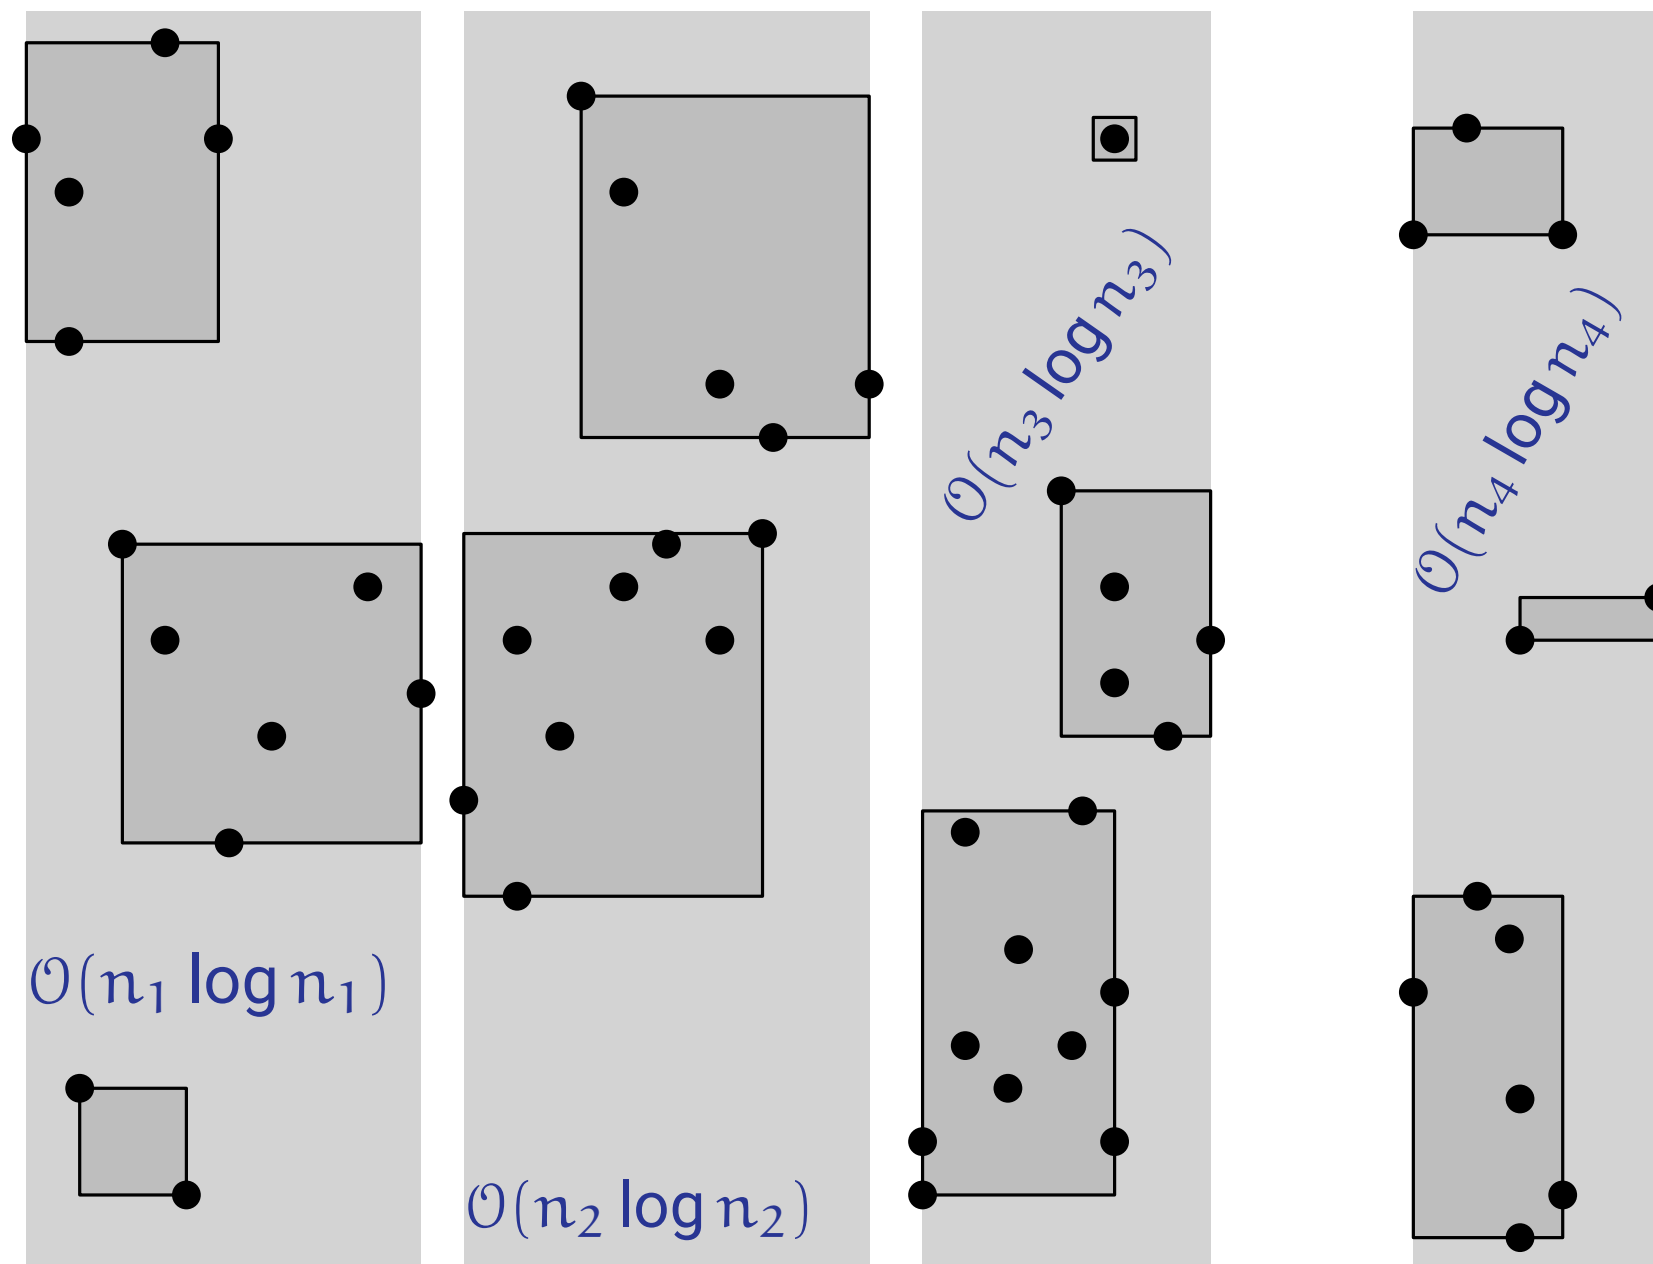 𝒪(n₁ log n₁)
𝒪(n₂ log n₂)
𝒪(n₃ log n₃)
𝒪(n₄ log n₄)